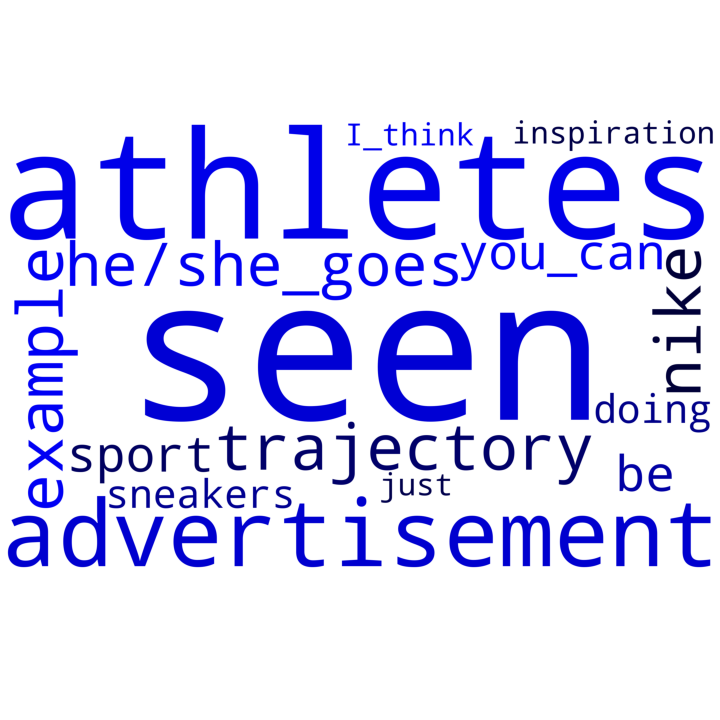 I_think
inspiration
athletes
he/she_goes
you_can
example
nike
seen
doing
sport
trajectory
be
sneakers
just
advertisement